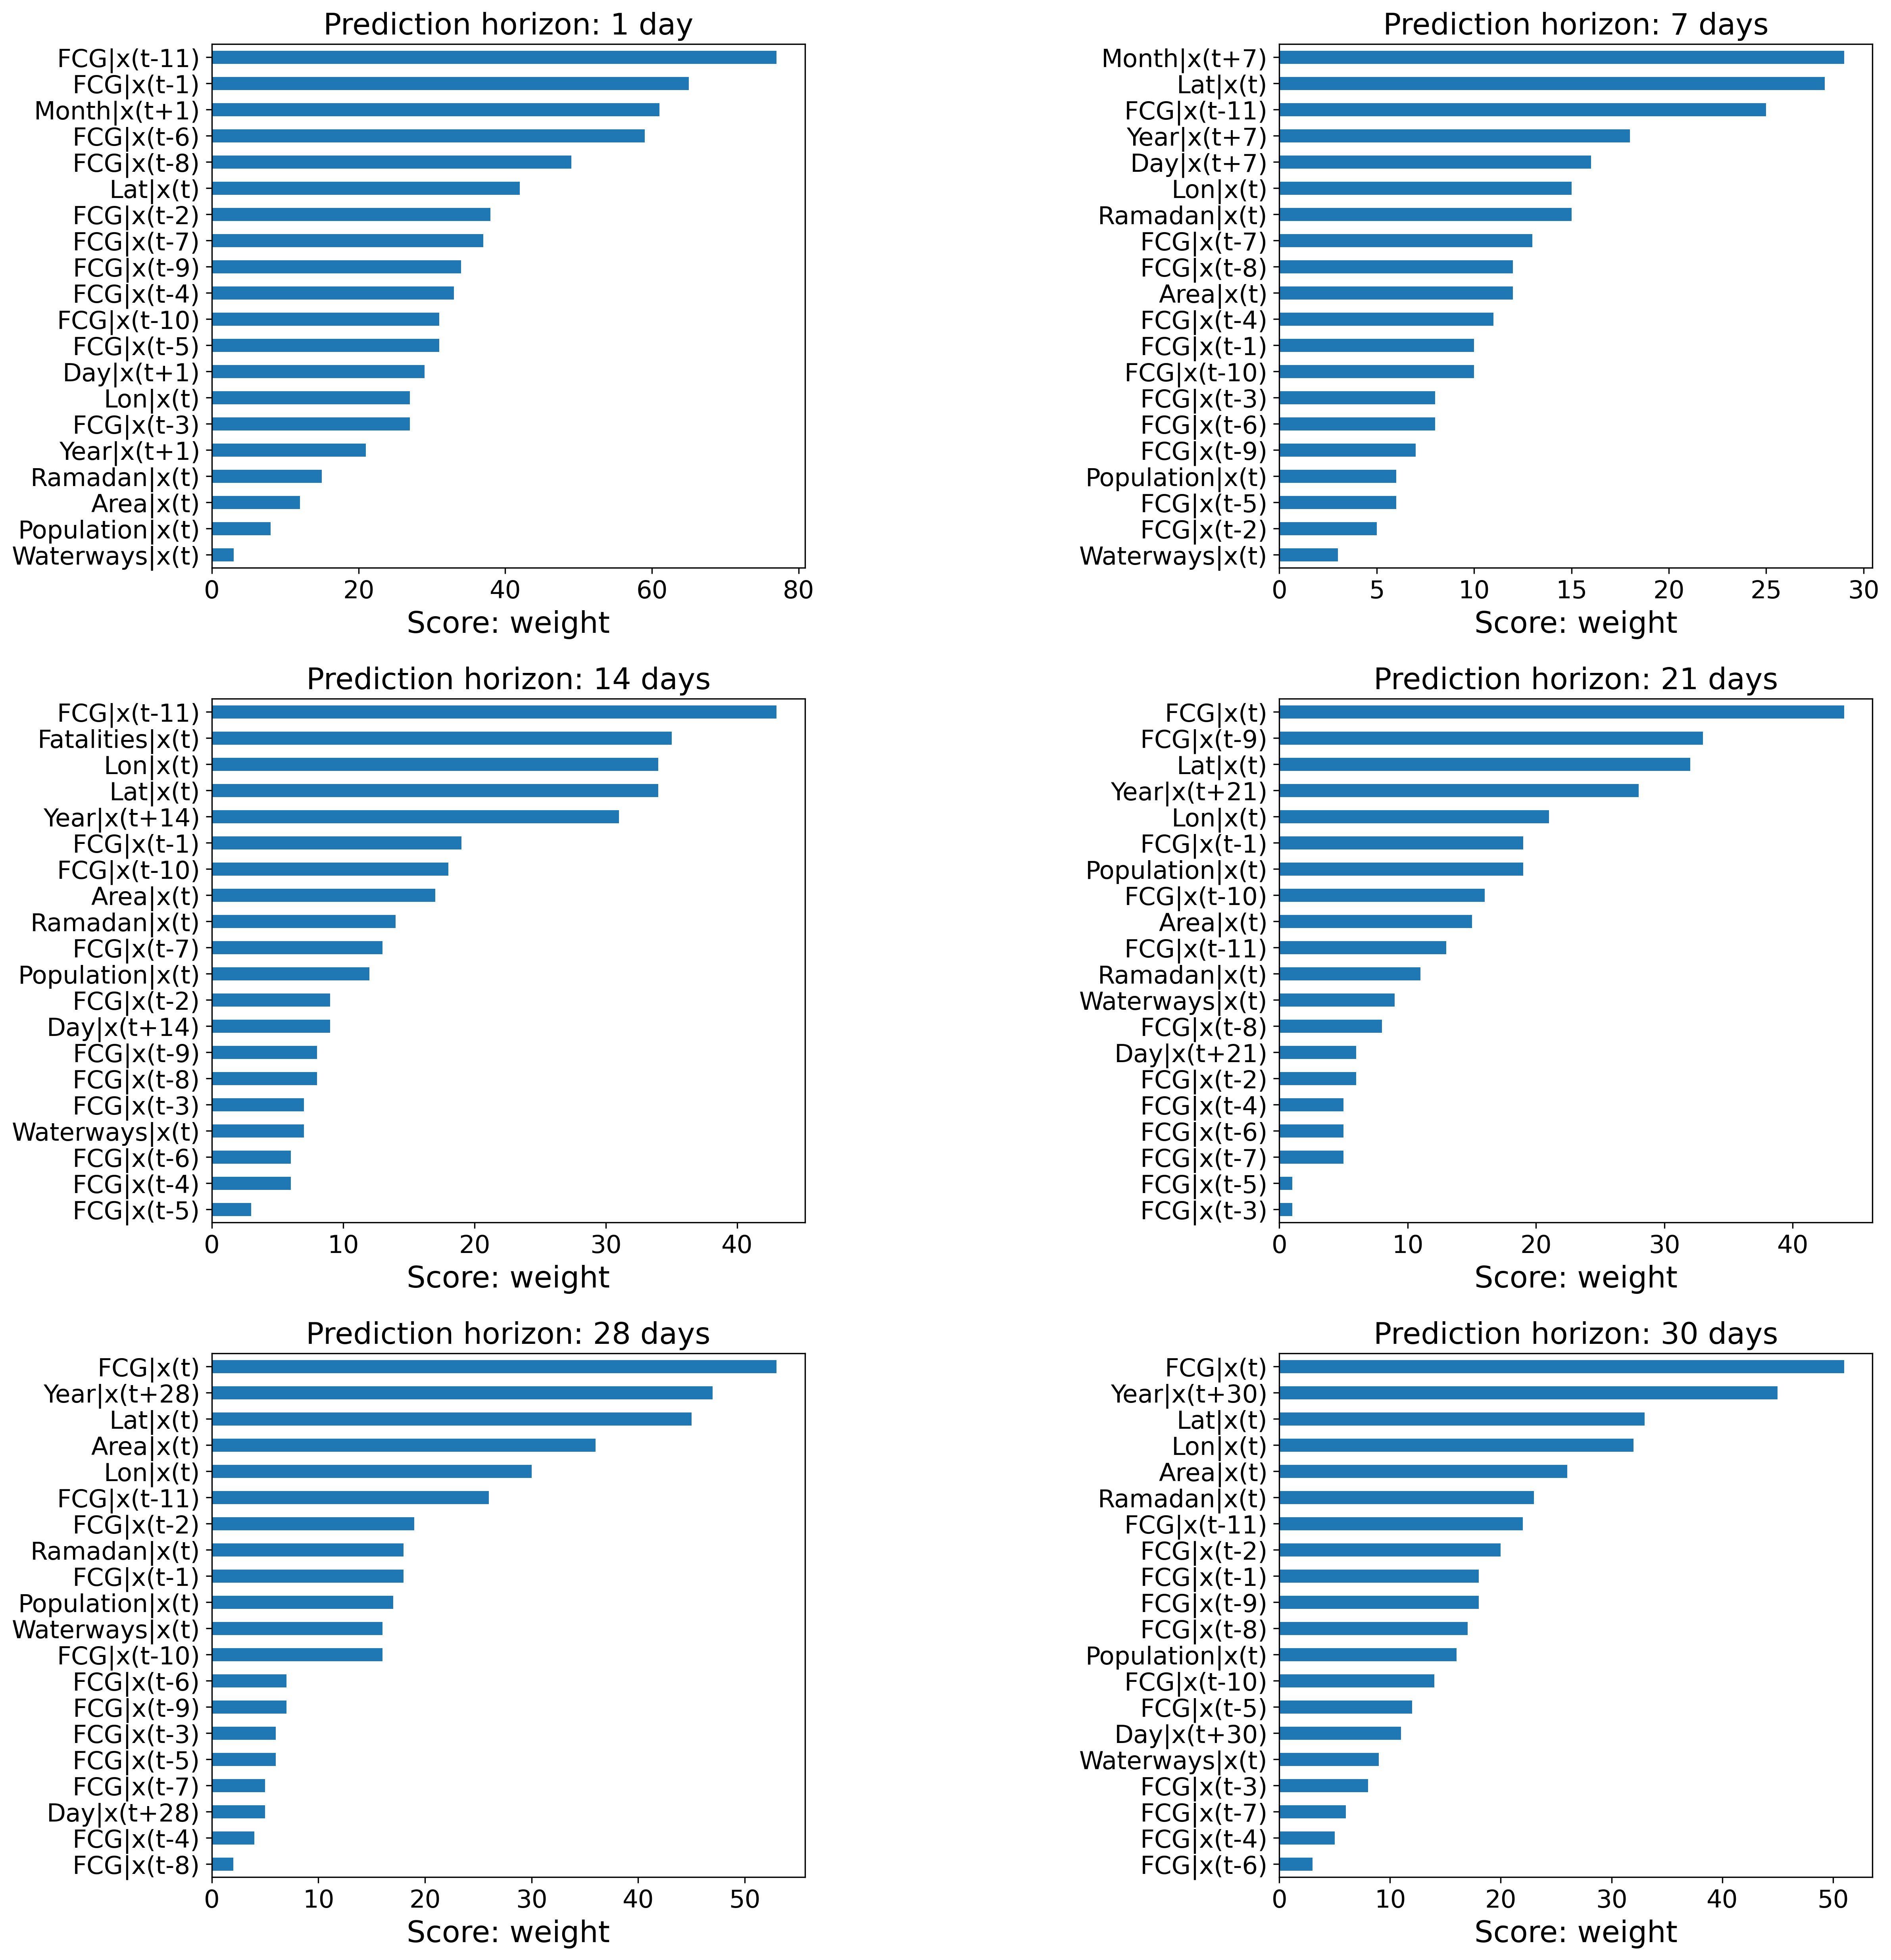 Prediction horizon: 1 day
FCG|x(t-11)
FCG|x(t-1)
Month|x(t+1)
FCG|x(t-6)
FCG|x(t-8)
Lat|x(t)
FCG|x(t-2)
FCG|x(t-7)
FCG|x(t-9)
FCG|x(t-4)
FCG|x(t-10)
FCG|x(t-5)
Day|x(t+1)
Lon|x(t)
FCG|x(t-3)
Year|x(t+1)
Ramadan|x(t)
Area|x(t)
Population|x(t)
Waterways|x(t)
0 20 40 60 80
Score: weight
Prediction horizon: 7 days
Month|x(t+7)
Lat|x(t)
FCG|x(t-11)
Year|x(t+7)
Day|x(t+7)
Lon|x(t)
Ramadan|x(t)
FCG|x(t-7)
FCG|x(t-8)
Area|x(t)
FCG|x(t-4)
FCG|x(t-1)
FCG|x(t-10)
FCG|x(t-3)
FCG|x(t-6)
FCG|x(t-9)
Population|x(t)
FCG|x(t-5)
FCG|x(t-2)
Waterways|x(t)
0 5 10 15 20 25 30
Score: weight
Prediction horizon: 14 days
FCG|x(t-11)
Fatalities|x(t)
Lon|x(t)
Lat|x(t)
Year|x(t+14)
FCG|x(t-1)
FCG|x(t-10)
Area|x(t)
Ramadan|x(t)
FCG|x(t-7)
Population|x(t)
FCG|x(t-2)
Day|x(t+14)
FCG|x(t-9)
FCG|x(t-8)
FCG|x(t-3)
Waterways|x(t)
FCG|x(t-6)
FCG|x(t-4)
FCG|x(t-5)
0 10 20 30 40
Score: weight
Prediction horizon: 21 days
FCG|x(t)
FCG|x(t-9)
Lat|x(t)
Year|x(t+21)
Lon|x(t)
FCG|x(t-1)
Population|x(t)
FCG|x(t-10)
Area|x(t)
FCG|x(t-11)
Ramadan|x(t)
Waterways|x(t)
FCG|x(t-8)
Day|x(t+21)
FCG|x(t-2)
FCG|x(t-4)
FCG|x(t-6)
FCG|x(t-7)
FCG|x(t-5)
FCG|x(t-3)
0 10 20 30 40
Score: weight
Prediction horizon: 28 days
FCG|x(t)
Year|x(t+28)
Lat|x(t)
Area|x(t)
Lon|x(t)
FCG|x(t-11)
FCG|x(t-2)
Ramadan|x(t)
FCG|x(t-1)
Population|x(t)
Waterways|x(t)
FCG|x(t-10)
FCG|x(t-6)
FCG|x(t-9)
FCG|x(t-3)
FCG|x(t-5)
FCG|x(t-7)
Day|x(t+28)
FCG|x(t-4)
FCG|x(t-8)
0 10 20 30 40 50
Score: weight
Prediction horizon: 30 days
FCG|x(t)
Year|x(t+30)
Lat|x(t)
Lon|x(t)
Area|x(t)
Ramadan|x(t)
FCG|x(t-11)
FCG|x(t-2)
FCG|x(t-1)
FCG|x(t-9)
FCG|x(t-8)
Population|x(t)
FCG|x(t-10)
FCG|x(t-5)
Day|x(t+30)
Waterways|x(t)
FCG|x(t-3)
FCG|x(t-7)
FCG|x(t-4)
FCG|x(t-6)
0 10 20 30 40 50
Score: weight